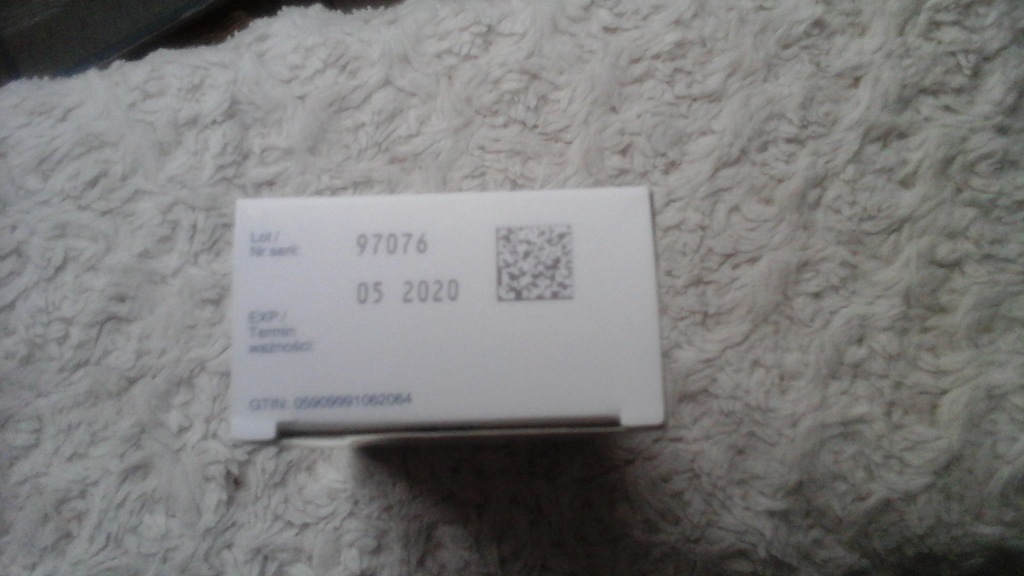 Lot /
Nr serii:
97076
05 2020
EXP /
Termin
ważności:
GTIN: 05909991062064